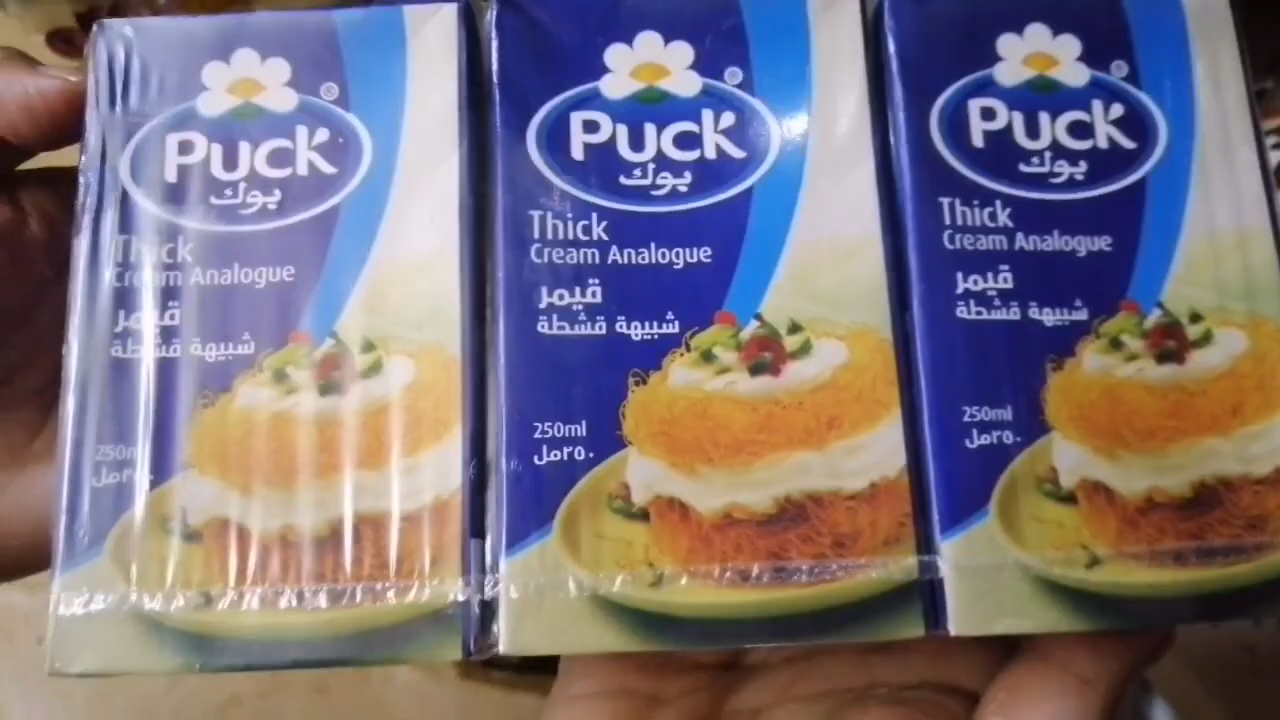 Puck
بوك
Thick
Cream Analogue
قيمر
شبيهة قشطة
250ml
٢٥٠مل
Puck
بوك
Thick
Cream Analogue
قيمر
شبيهة قشطة
250ml
٢٥٠مل
Puck
بوك
Thick
Cream Analogue
قيمر
شبيهة قشطة
250ml
٢٥٠مل